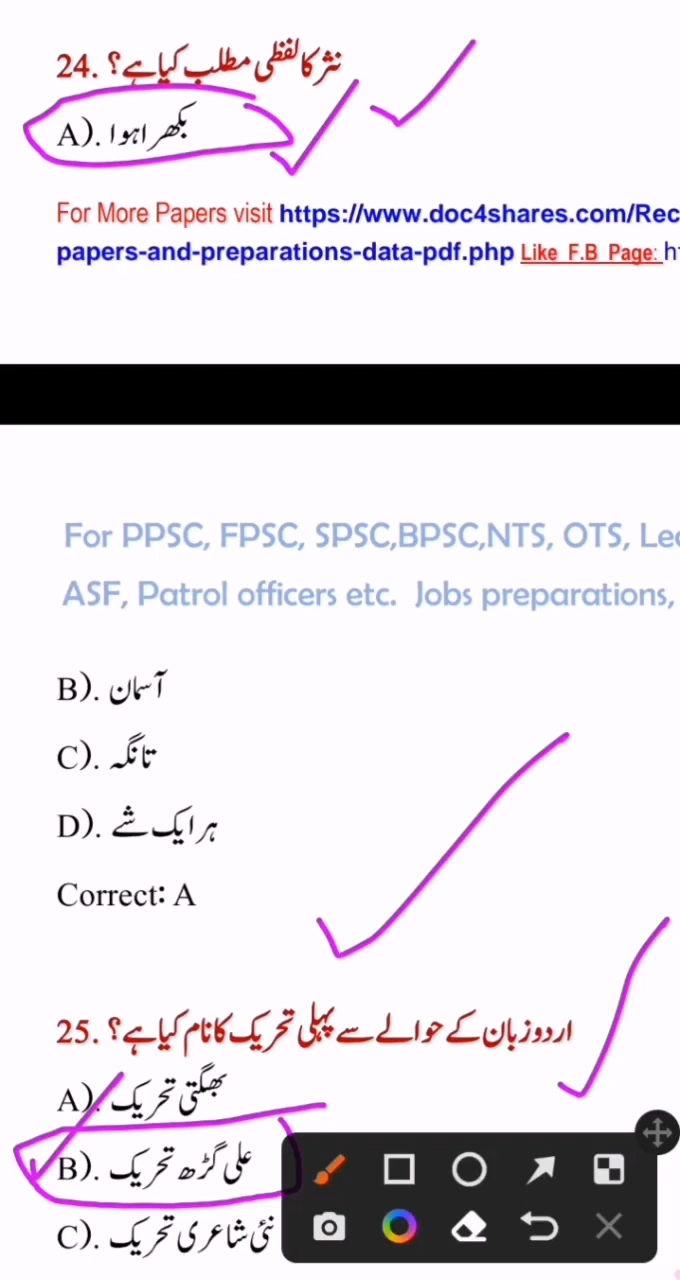 24. نثر کا لفظی مطلب کیا ہے؟
A). بکھرا ہوا
For More Papers visit https://www.doc4shares.com/Rec
papers-and-preparations-data-pdf.php Like F.B Page: h
For PPSC, FPSC, SPSC,BPSC,NTS, OTS, Lec
ASF, Patrol officers etc. Jobs preparations,
B). آسمان
C). تانگہ
D). ہر ایک شے
Correct: A
25. اردو زبان کے حوالے سے پہلی تحریک کا نام کیا ہے؟
A). بھگتی تحریک
B). علی گڑھ تحریک
C). نئی شاعری تحریک